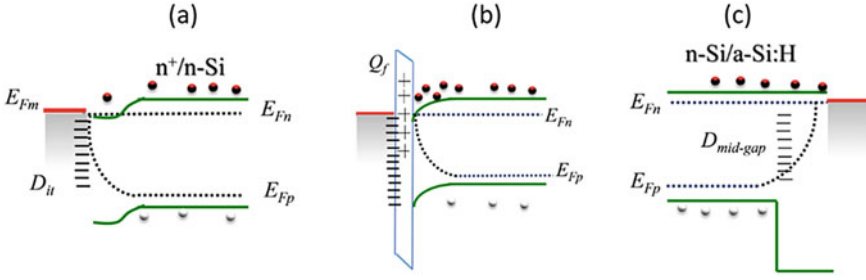 (a)
n⁺/n-Si
E_Fm
E_Fn
D_it
E_Fp
(b)
Q_f
+ +
+
+
+ +
+
E_Fn
E_Fp
(c)
n-Si/a-Si:H
E_Fn
D_mid-gap
E_Fp